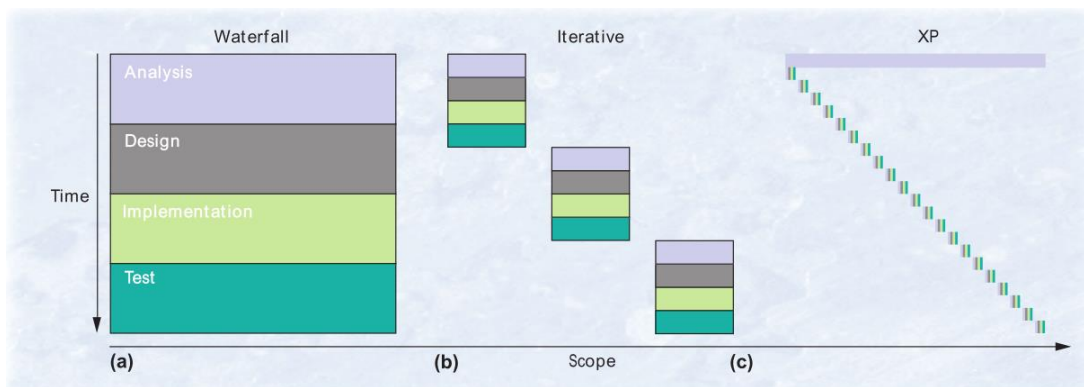 Waterfall
Iterative
XP
Analysis
Design
Time
Implementation
Test
(a)
(b)
Scope
(c)